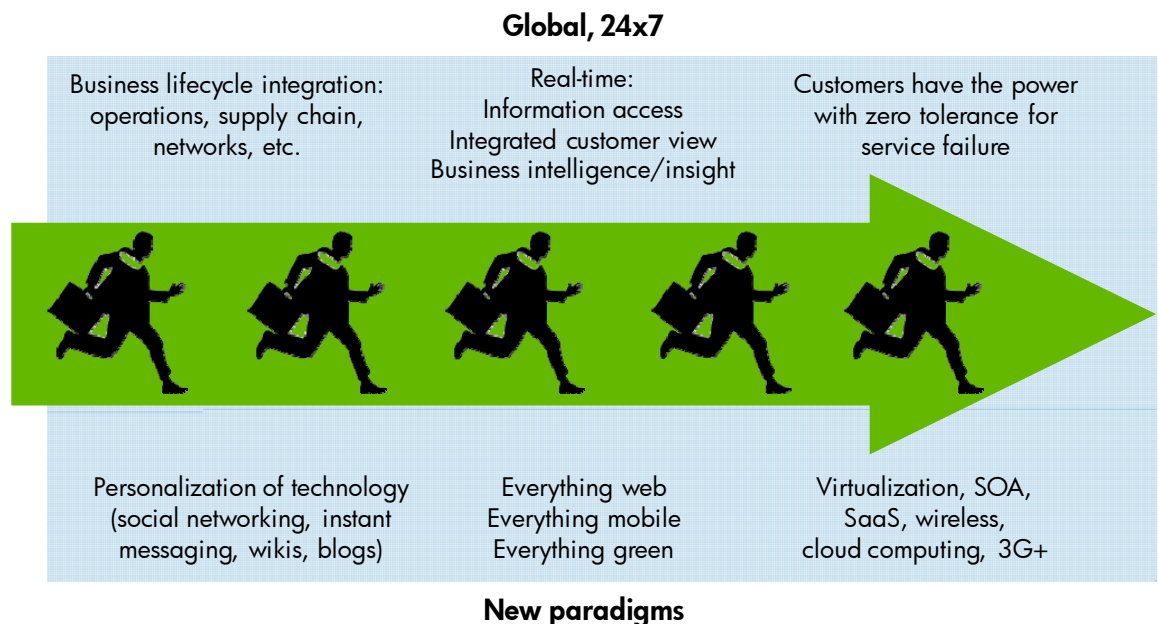 Global, 24x7
Business lifecycle integration:
operations, supply chain,
networks, etc.
Real-time:
Information access
Integrated customer view
Business intelligence/insight
Customers have the power
with zero tolerance for
service failure
Personalization of technology
(social networking, instant
messaging, wikis, blogs)
Everything web
Everything mobile
Everything green
Virtualization, SOA,
SaaS, wireless,
cloud computing, 3G+
New paradigms